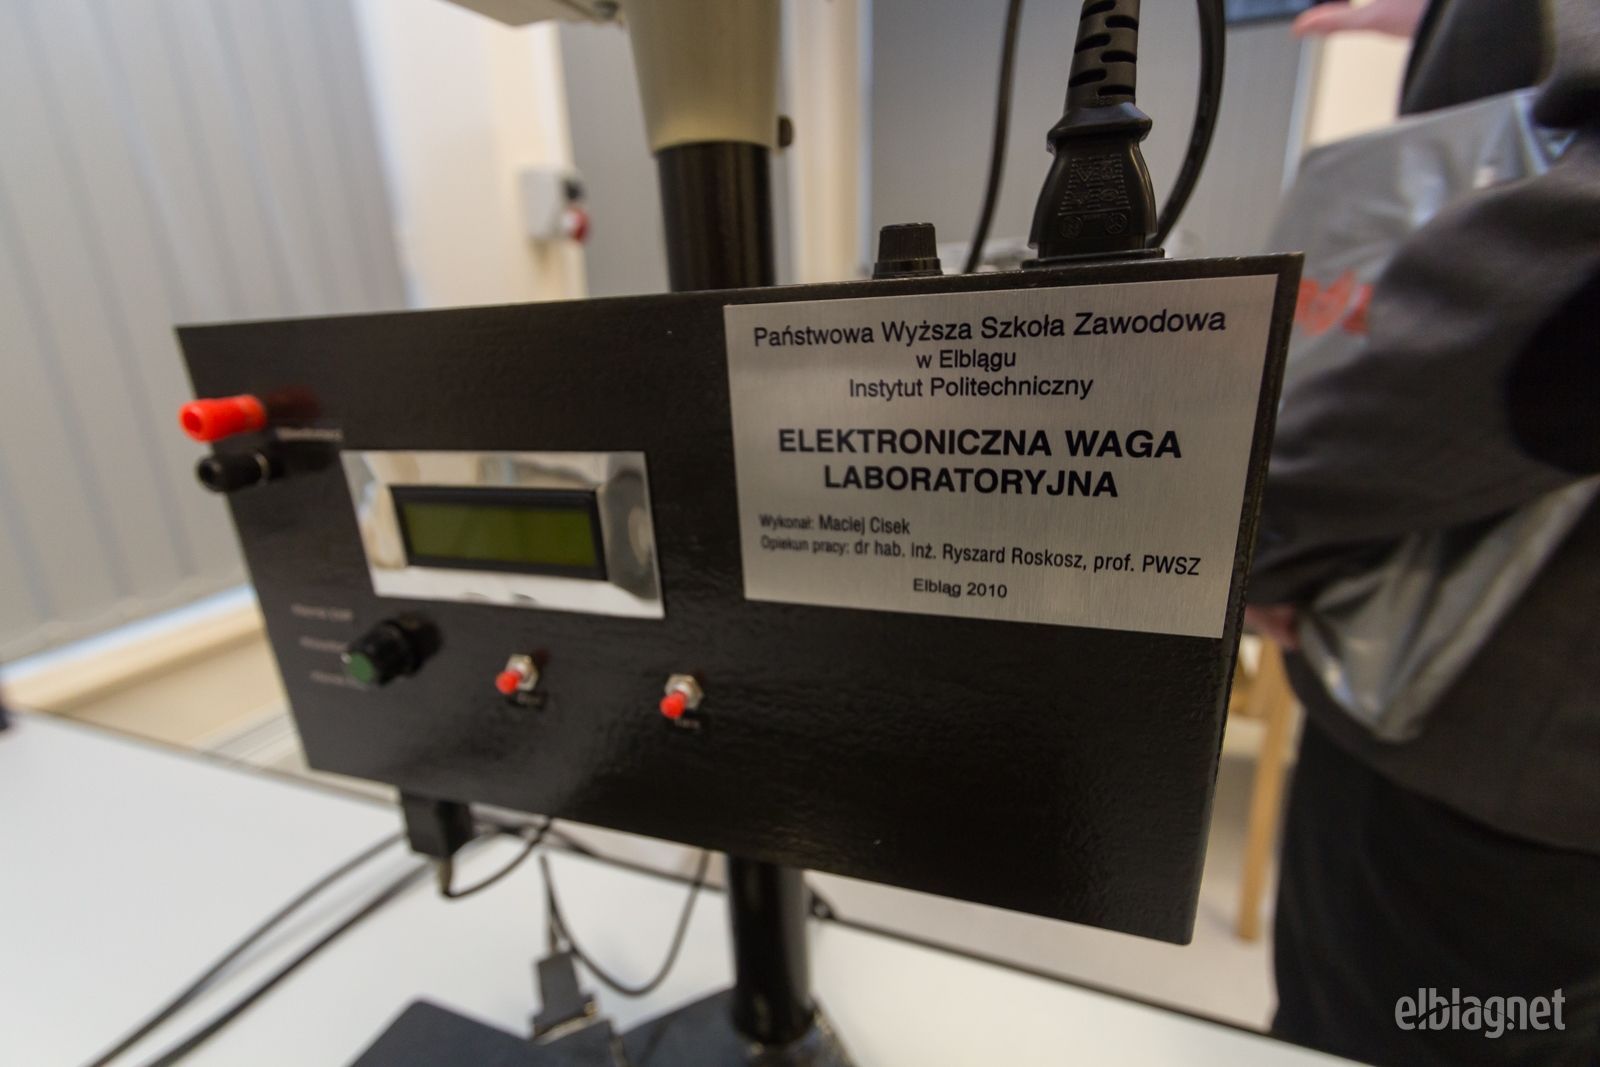 Państwowa Wyższa Szkoła Zawodowa
w Elblągu
Instytut Politechniczny
ELEKTRONICZNA WAGA
LABORATORYJNA
Wykonał: Maciej Cisek
Opiekun pracy: dr hab. inż. Ryszard Roskosz, prof. PWSZ
Elbląg 2010
elblag.net